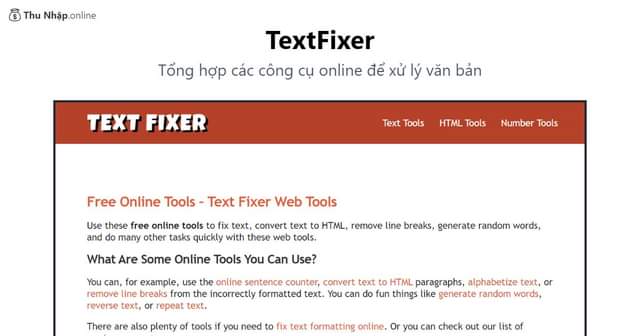 Thu Nhập.online
TextFixer
Tổng hợp các công cụ online để xử lý văn bản
TEXT FIXER
Text Tools HTML Tools Number Tools
Free Online Tools - Text Fixer Web Tools
Use these free online tools to fix text, convert text to HTML, remove line breaks, generate random words,
and do many other tasks quickly with these web tools.
What Are Some Online Tools You Can Use?
You can, for example, use the online sentence counter, convert text to HTML paragraphs, alphabetize text, or
remove line breaks from the incorrectly formatted text. You can do fun things like generate random words,
reverse text, or repeat text.
There are also plenty of tools if you need to fix text formatting online. Or you can check out our list of